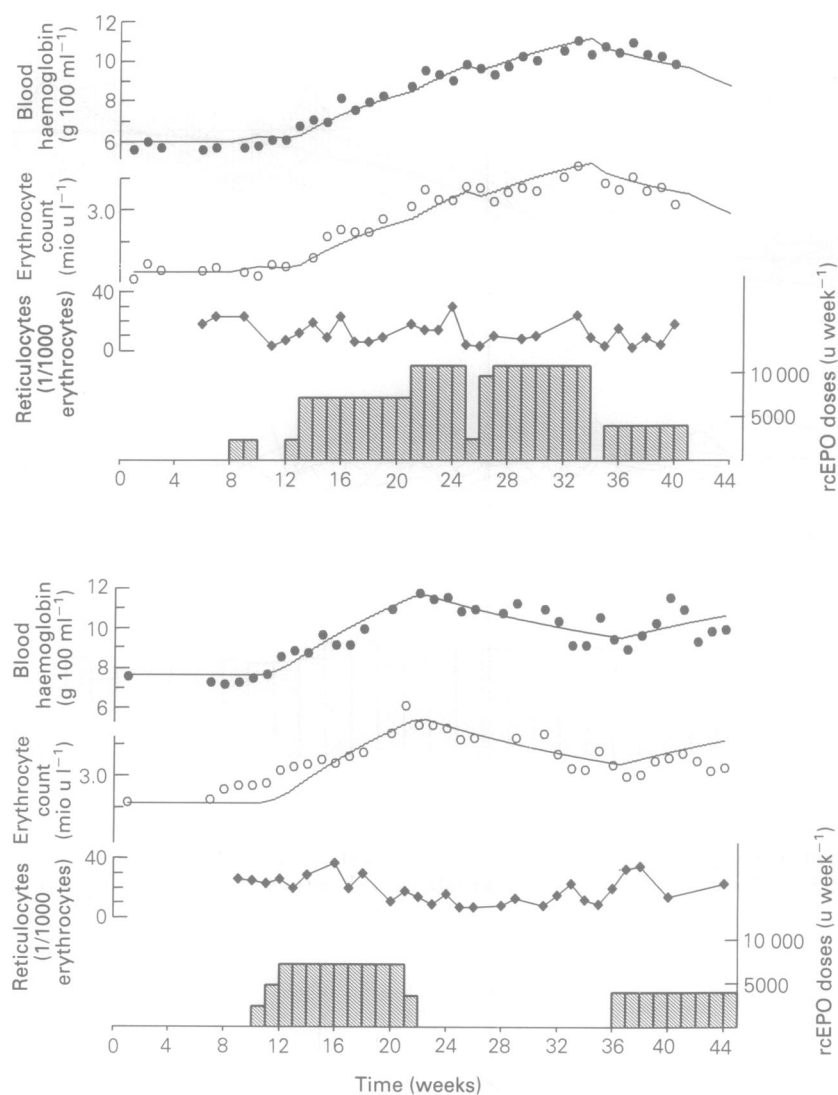 Blood
haemoglobin
(g 100 ml⁻¹)
12
10
8
6
Erythrocyte
count
(mio u l⁻¹)
3.0
Reticulocytes
(1/1000
erythrocytes)
40
0
10 000
5000
rcEPO doses (u week⁻¹)
0 4 8 12 16 20 24 28 32 36 40 44
Blood
haemoglobin
(g 100 ml⁻¹)
12
10
8
6
Erythrocyte
count
(mio u l⁻¹)
3.0
Reticulocytes
(1/1000
erythrocytes)
40
0
10 000
5000
rcEPO doses (u week⁻¹)
0 4 8 12 16 20 24 28 32 36 40 44
Time (weeks)